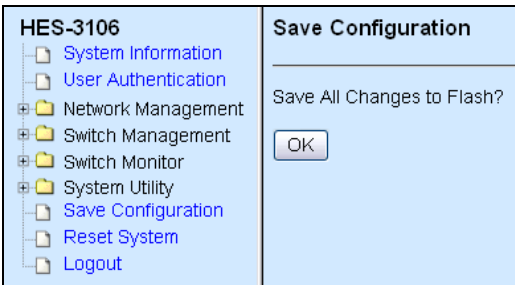 HES-3106
System Information
User Authentication
Network Management
Switch Management
Switch Monitor
System Utility
Save Configuration
Reset System
Logout
Save Configuration
Save All Changes to Flash?
OK